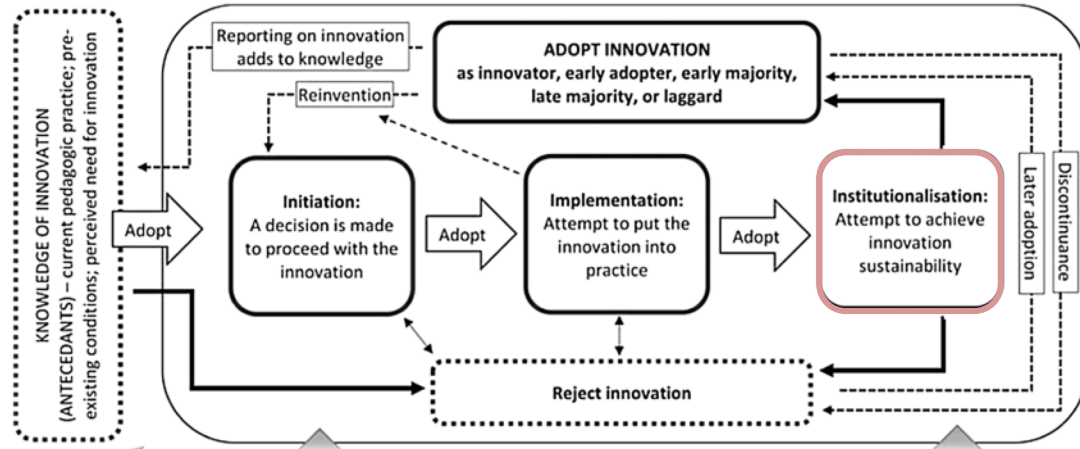 KNOWLEDGE OF INNOVATION
(ANTECEDANTS) – current pedagogic practice; pre-
existing conditions; perceived need for innovation
Reporting on innovation
adds to knowledge
Reinvention
ADOPT INNOVATION
as innovator, early adopter, early majority,
late majority, or laggard
Adopt
Initiation:
A decision is made
to proceed with the
innovation
Adopt
Implementation:
Attempt to put the
innovation into
practice
Adopt
Institutionalisation:
Attempt to achieve
innovation
sustainability
Later adoption
Discontinuance
Reject innovation